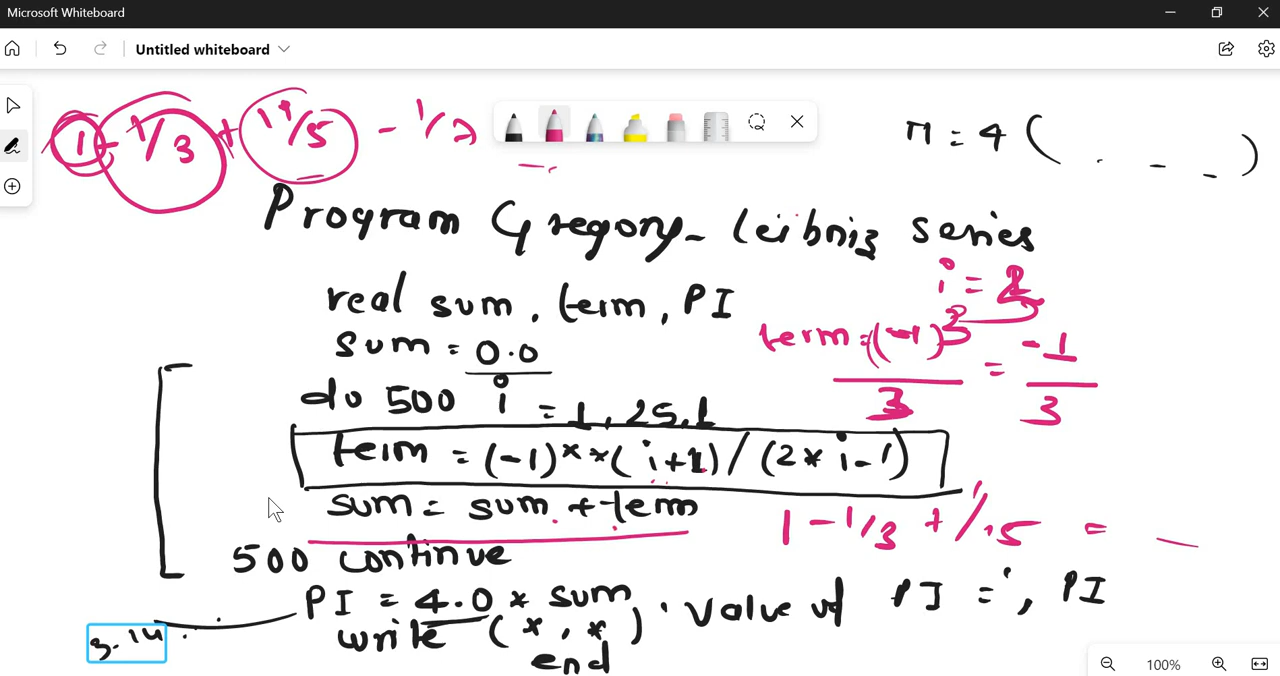 Microsoft Whiteboard
Untitled whiteboard
1 - 1/3 + 1/5 - 1/7 - .
π = 4 ( . - - )
Program Gregory-Leibniz series
real sum, term, PI
i = 2
sum = 0.0
term = (-1)^3 / 3 = -1 / 3
do 500 i = 1, 25, 1
term = (-1)**(i+1)/(2*i-1)
sum = sum + term
1 - 1/3 + 1/5 =
500 continue
PI = 4.0 * sum
write (*,*) 'value of PI =', PI
3.14
end
100%